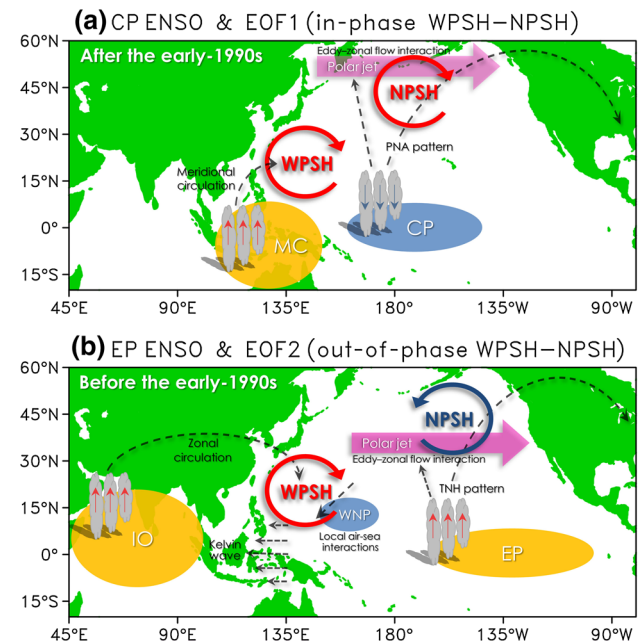 (a) CP ENSO & EOF1 (in-phase WPSH–NPSH)
60°N
After the early-1990s
Eddy-zonal flow interaction
Polar jet
45°N
NPSH
30°N
PNA pattern
WPSH
Meridional
circulation
15°N
0°
MC
CP
15°S
45°E 90°E 135°E 180° 135°W 90°W
(b) EP ENSO & EOF2 (out-of-phase WPSH–NPSH)
60°N
Before the early-1990s
45°N
NPSH
Zonal
circulation
Polar jet
Eddy-zonal flow interaction
30°N
WPSH
TNH pattern
15°N
WNP
IO
Local air-sea
interactions
Kelvin
wave
0°
EP
15°S
45°E 90°E 135°E 180° 135°W 90°W